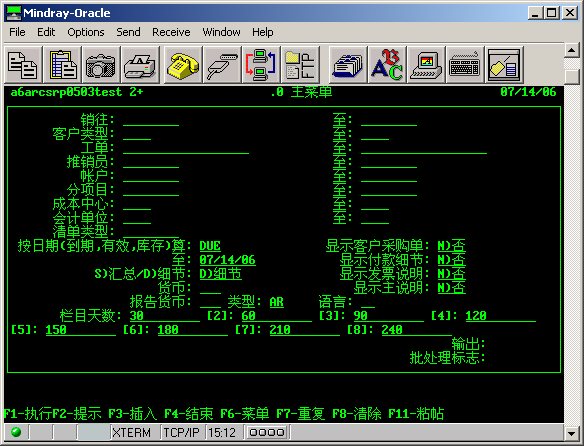 Mindray-Oracle
File Edit Options Send Receive Window Help
a6arcsrp0503test 2+ .0 主菜单 07/14/06
销往: 至:
客户类型: 至:
工单: 至:
推销员: 至:
帐户: 至:
分项目: 至:
成本中心: 至:
会计单位: 至:
清单类型:
按日期(到期,有效,库存)算: DUE 显示客户采购单: N)否
至: 07/14/06 显示付款细节: N)否
S)汇总/D)细节: D)细节 显示发票说明: N)否
货币: 显示主说明: N)否
报告货币: 类型: AR 语言:
栏目天数: 30 [2]: 60 [3]: 90 [4]: 120
[5]: 150 [6]: 180 [7]: 210 [8]: 240
输出:
批处理标志:
F1-执行F2-提示 F3-插入 F4-结束 F6-菜单 F7-重复 F8-清除 F11-粘帖
XTERM TCP/IP 15:12